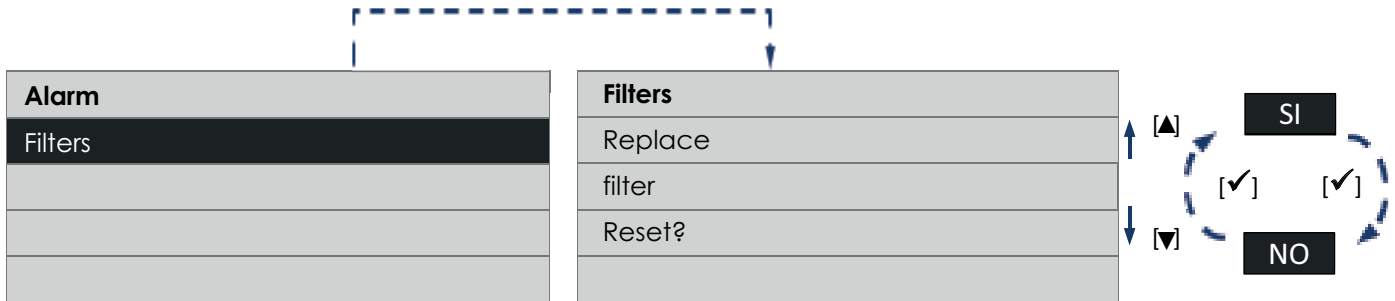 Alarm
Filters
Filters
Replace
filter
Reset?
[▲]
[▼]
SI
[✔] [✔]
NO